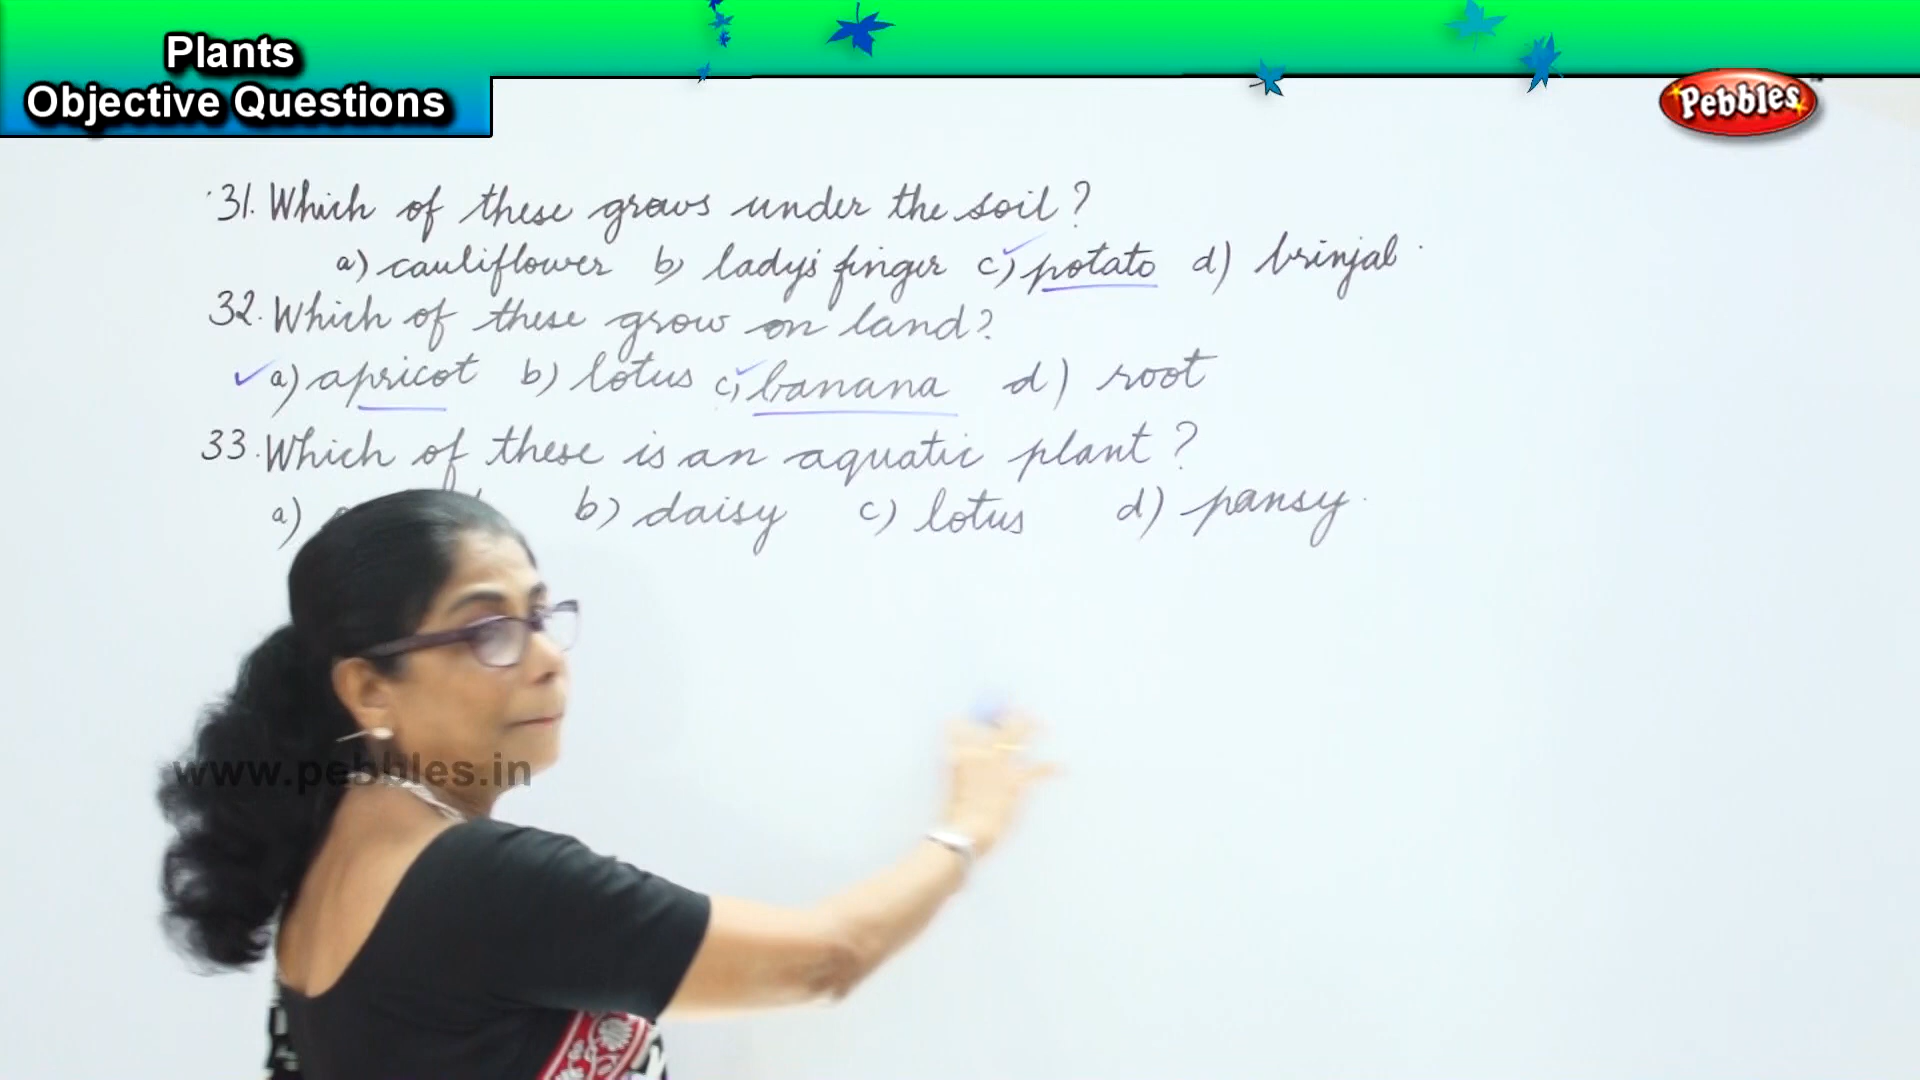 Plants
Objective Questions
Pebbles
31. Which of these grows under the soil?
a) cauliflower b) lady's finger c) potato d) brinjal
32. Which of these grow on land?
a) apricot b) lotus c) banana d) root
33. Which of these is an aquatic plant?
a) b) daisy c) lotus d) pansy.
www.pebbles.in